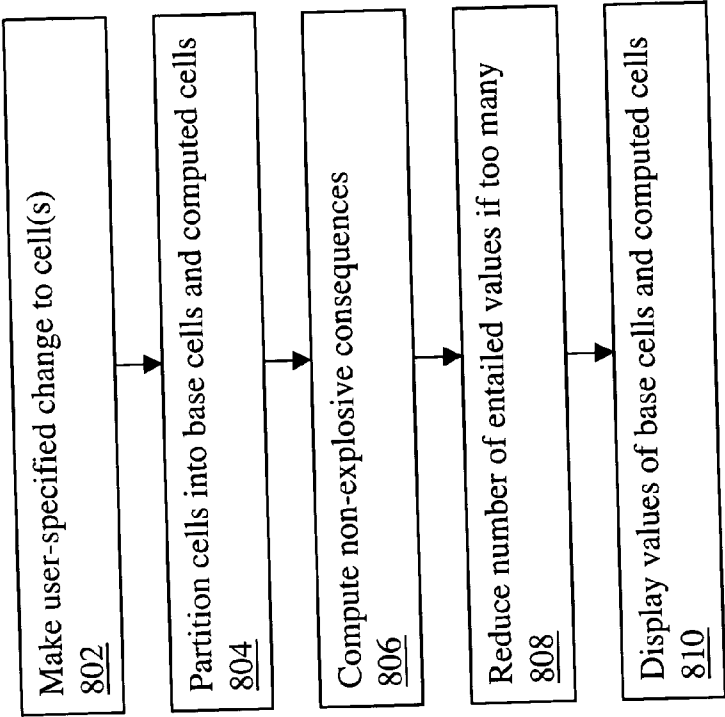 Make user-specified change to cell(s)
802
Partition cells into base cells and computed cells
804
Compute non-explosive consequences
806
Reduce number of entailed values if too many
808
Display values of base cells and computed cells
810